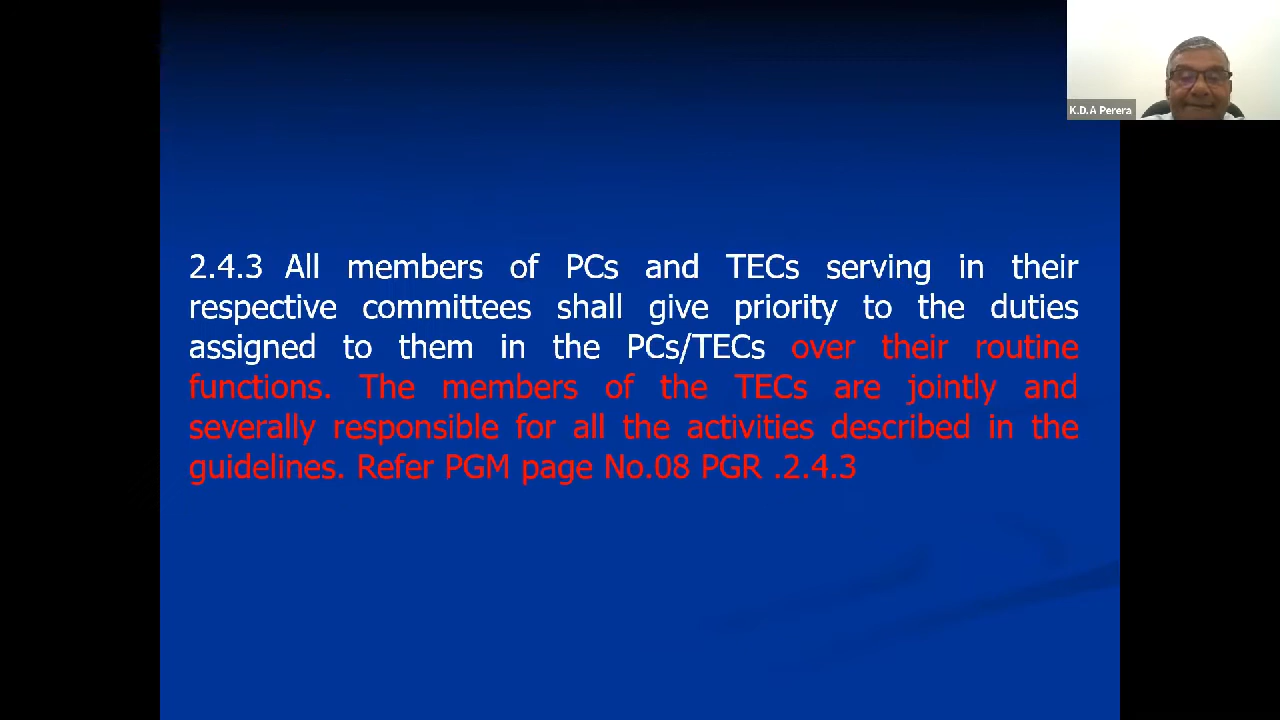 K.D.A Perera
2.4.3 All members of PCs and TECs serving in their
respective committees shall give priority to the duties
assigned to them in the PCs/TECs over their routine
functions. The members of the TECs are jointly and
severally responsible for all the activities described in the
guidelines. Refer PGM page No.08 PGR .2.4.3